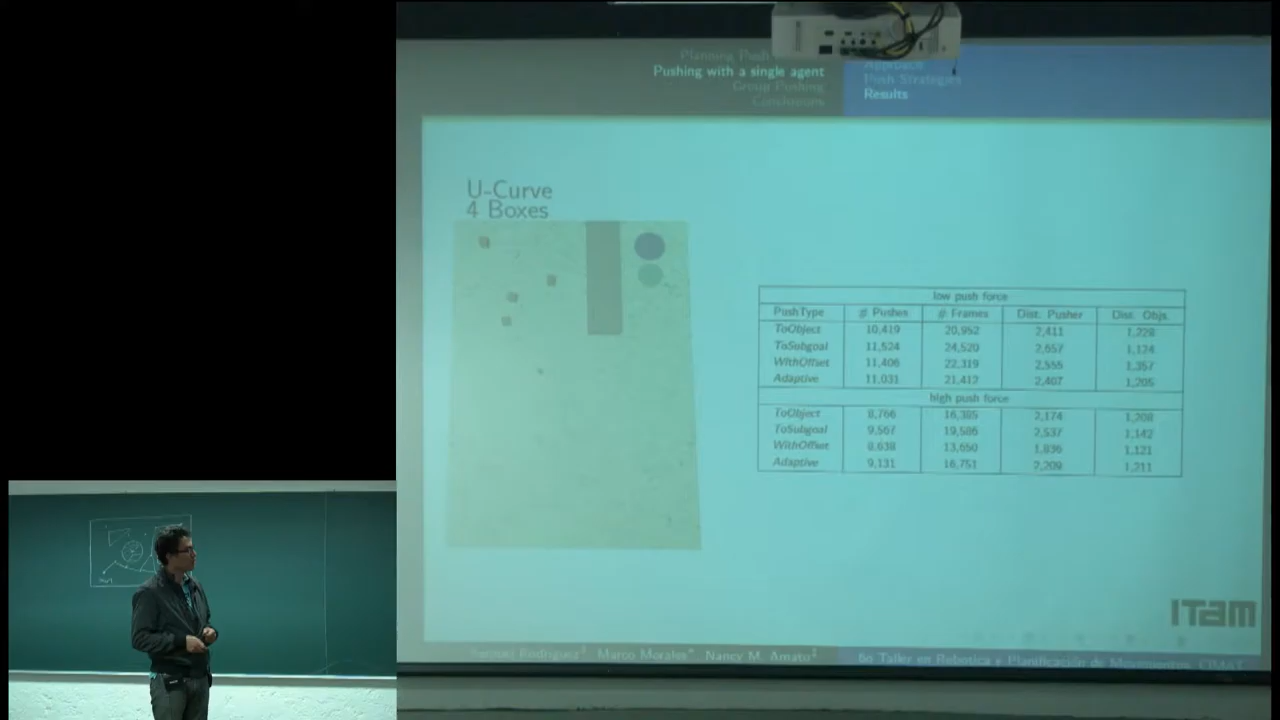 Planning Push
Pushing with a single agent
Group Pushing
Conclusions
Approach
Push Strategies
Results
U-Curve
4 Boxes
low push force
PushType # Pushes # Frames Dist. Pusher Dist. Objs.
ToObject 10,419 20,952 2,411 1,228
ToSubgoal 11,524 24,520 2,657 1,124
WithOffset 11,406 22,319 2,555 1,357
Adaptive 11,031 21,412 2,407 1,205
high push force
ToObject 8,766 16,385 2,174 1,208
ToSubgoal 9,567 19,586 2,537 1,142
WithOffset 8,638 13,650 1,836 1,121
Adaptive 9,131 16,751 2,209 1,211
ITAM
Samuel Rodriguez‡ Marco Morales* Nancy M. Amato‡
6o Taller en Robotica e Planificación de Movimientos, CIMAT